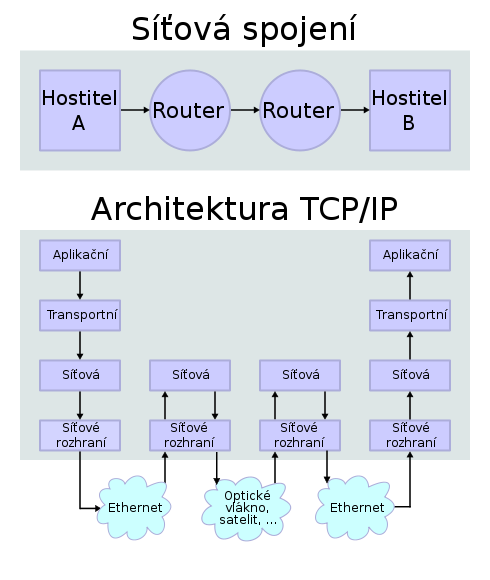 Síťová spojení
Hostitel
A
Router
Router
Hostitel
B
Architektura TCP/IP
Aplikační
Aplikační
Transportní
Transportní
Síťová
Síťová
Síťová
Síťová
Síťové
rozhraní
Síťové
rozhraní
Síťové
rozhraní
Síťové
rozhraní
Ethernet
Optické
vlákno,
satelit, ...
Ethernet